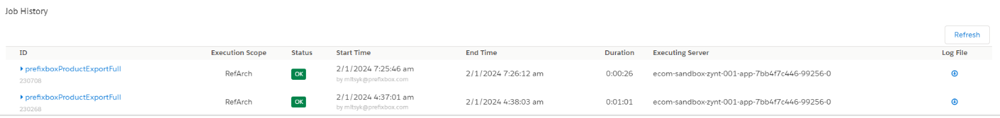 Job History
Refresh
ID Execution Scope Status Start Time End Time Duration Executing Server Log File
prefixboxProductExportFull RefArch OK 2/1/2024 7:25:46 am 2/1/2024 7:26:12 am 0:00:26 ecom-sandbox-zynt-001-app-7bb4f7c446-99256-0
230708 by mltsyk@prefixbox.com
prefixboxProductExportFull RefArch OK 2/1/2024 4:37:01 am 2/1/2024 4:38:03 am 0:01:01 ecom-sandbox-zynt-001-app-7bb4f7c446-99256-0
230268 by mltsyk@prefixbox.com